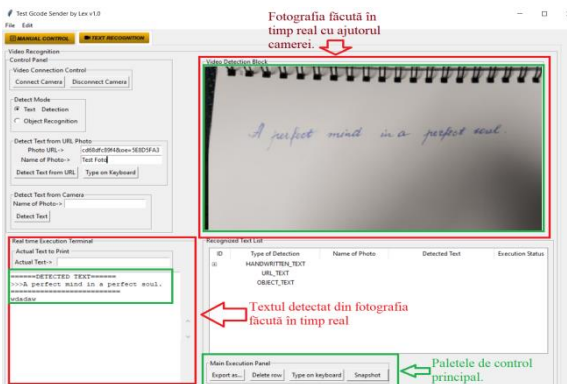 Test Gcode Sender by Lex v1.0
File Edit
MANUAL CONTROL TEXT RECOGNITION
Fotografia făcută în
timp real cu ajutorul
camerei.
Video Recognition
Control Panel
Video Connection Control
Connect Camera Disconnect Camera
Detect Mode
Text Detection
Object Recognition
Detect Text from URL Photo
Photo URL->
Name of Photo-> Test Foto
Detect Text from URL Type on Keyboard
Detect Text from Camera
Name of Photo->
Detect Text
Video Detection Block
A perfect mind in a perfect soul.
Real time Execution Terminal
Actual Text to Print
Actual Text->
======DETECTED TEXT======
>>>A perfect mind in a perfect soul.
=========================
wdadaw
Recognized Text List
ID Type of Detection Name of Photo Detected Text Execution Status
HANDWRITTEN_TEXT
URL_TEXT
OBJECT_TEXT
Textul detectat din fotografia
făcută în timp real
Main Execution Panel
Export as... Delete row Type on keyboard Snapshot
Paletele de control
principal.